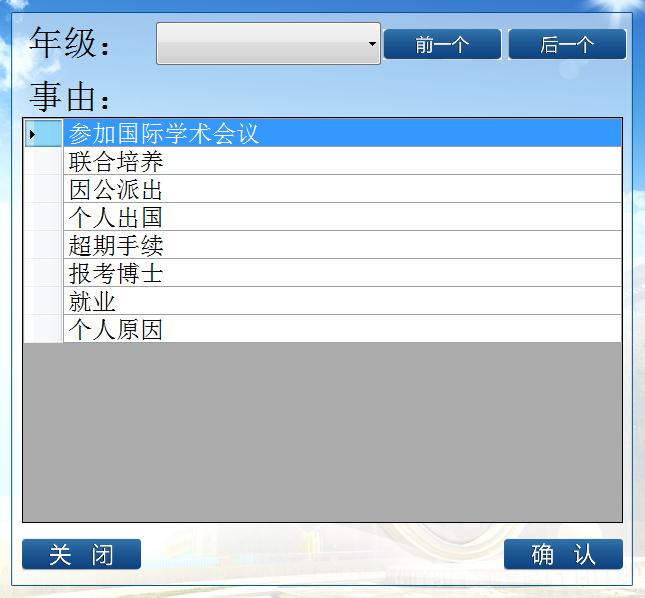 年级： 前一个 后一个
事由：
参加国际学术会议
联合培养
因公派出
个人出国
超期手续
报考博士
就业
个人原因
关 闭 确 认